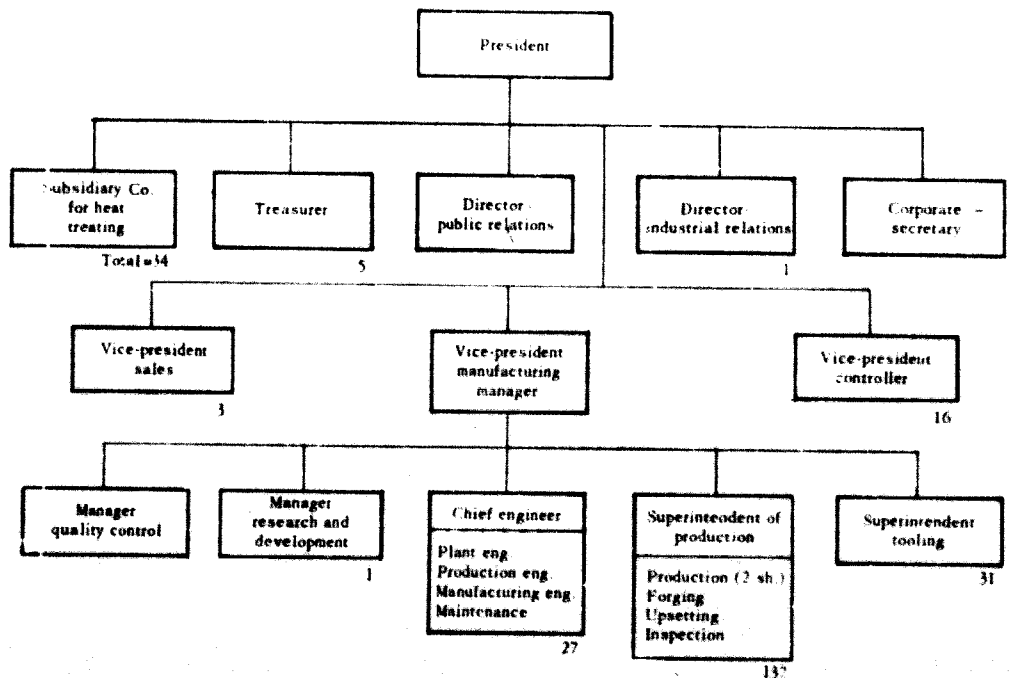 President
Subsidiary Co.
for heat
treating
Total=34
Treasurer
5
Director
public relations
Director
industrial relations
1
Corporate –
secretary
Vice-president
sales
3
Vice-president
manufacturing
manager
Vice-president
controller
16
Manager
quality control
Manager
research and
development
1
Chief engineer
Plant eng
Production eng.
Manufacturing eng.
Maintenance
27
Superintendent of
production
Production (2 sh.)
Forging
Upsetting
Inspection
132
Superintendent
tooling
31